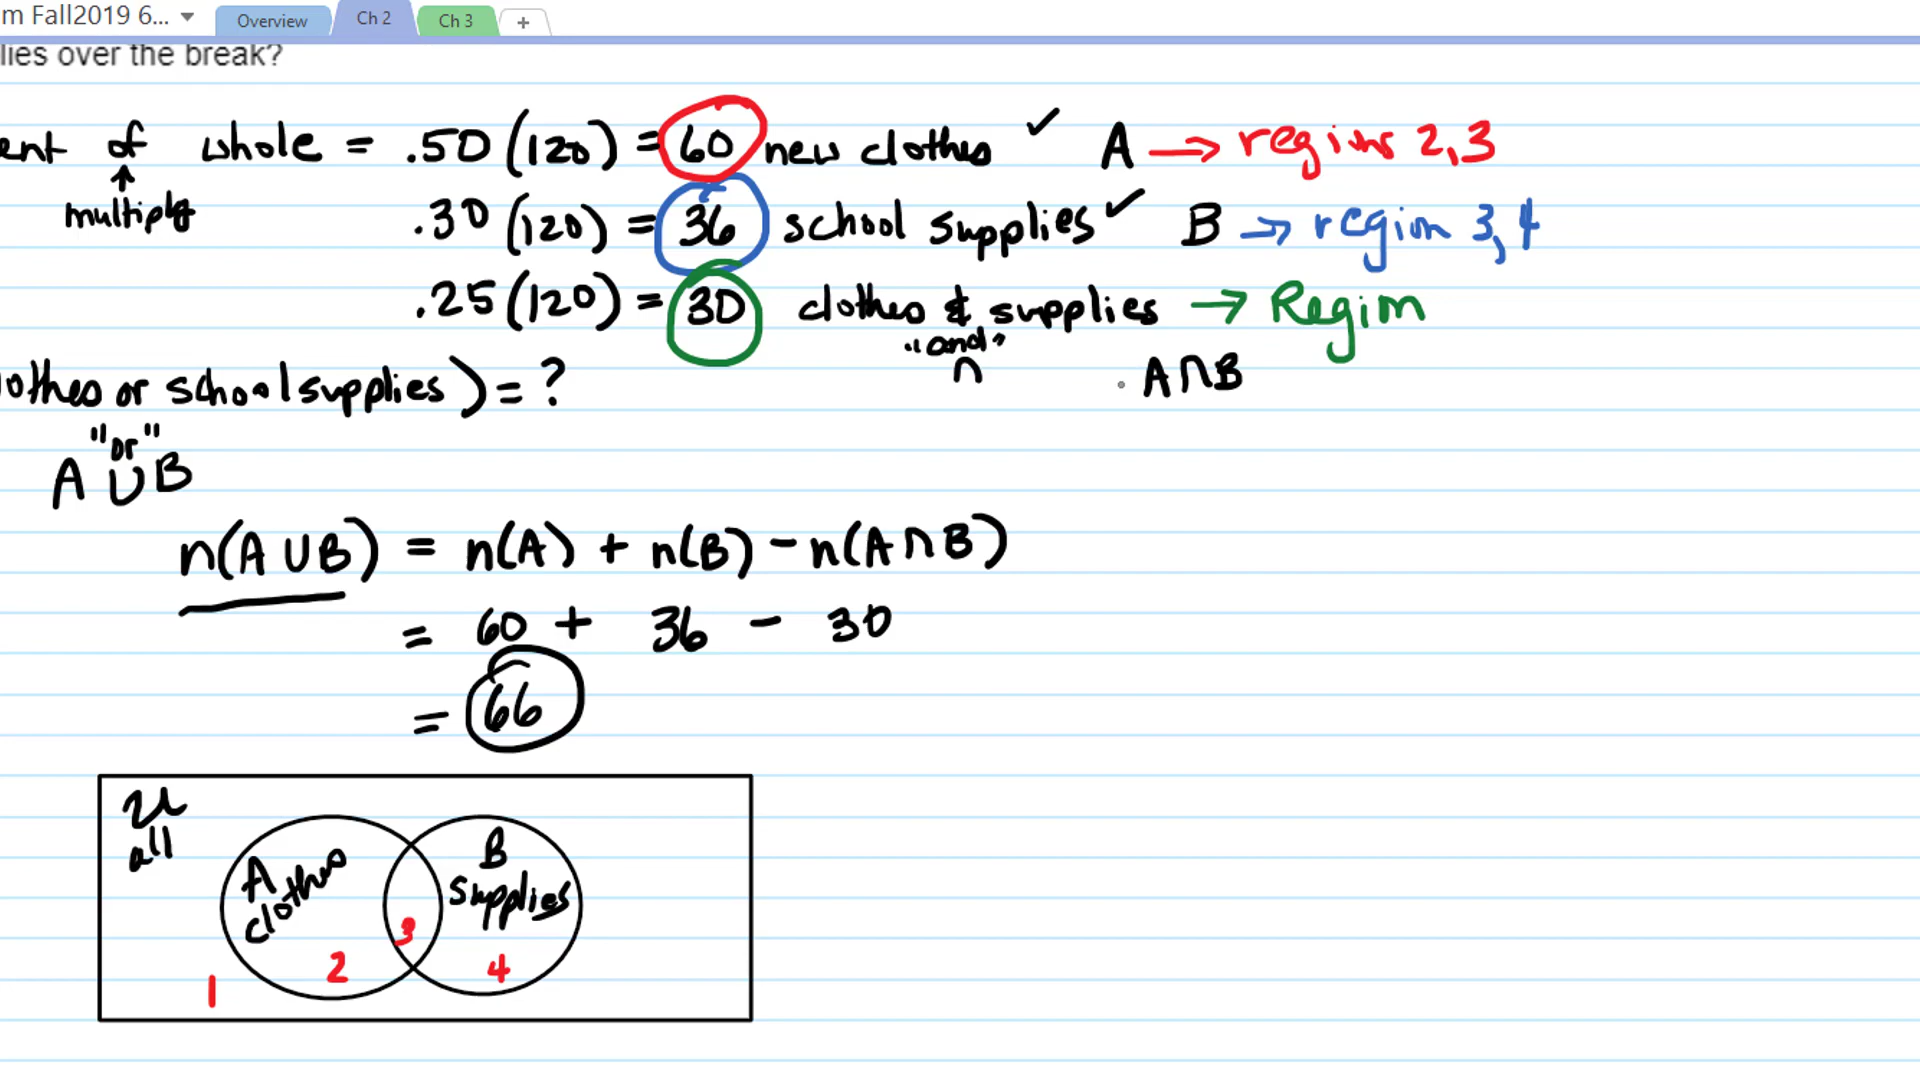 m Fall2019 6... Overview Ch 2 Ch 3 +
lies over the break?
ent of whole = .50 (120) = 60 new clothes ✓ A → regions 2,3
↑
multiply .30 (120) = 36 school supplies ✓ B → region 3,4
.25 (120) = 30 clothes & supplies → Region
"and"
∩ A∩B
lothes or school supplies) = ?
"or"
A ∪ B
n(A ∪ B) = n(A) + n(B) - n(A ∩ B)
= 60 + 36 - 30
= 66
U
all
A clothes
B
supplies
1 2 3 4